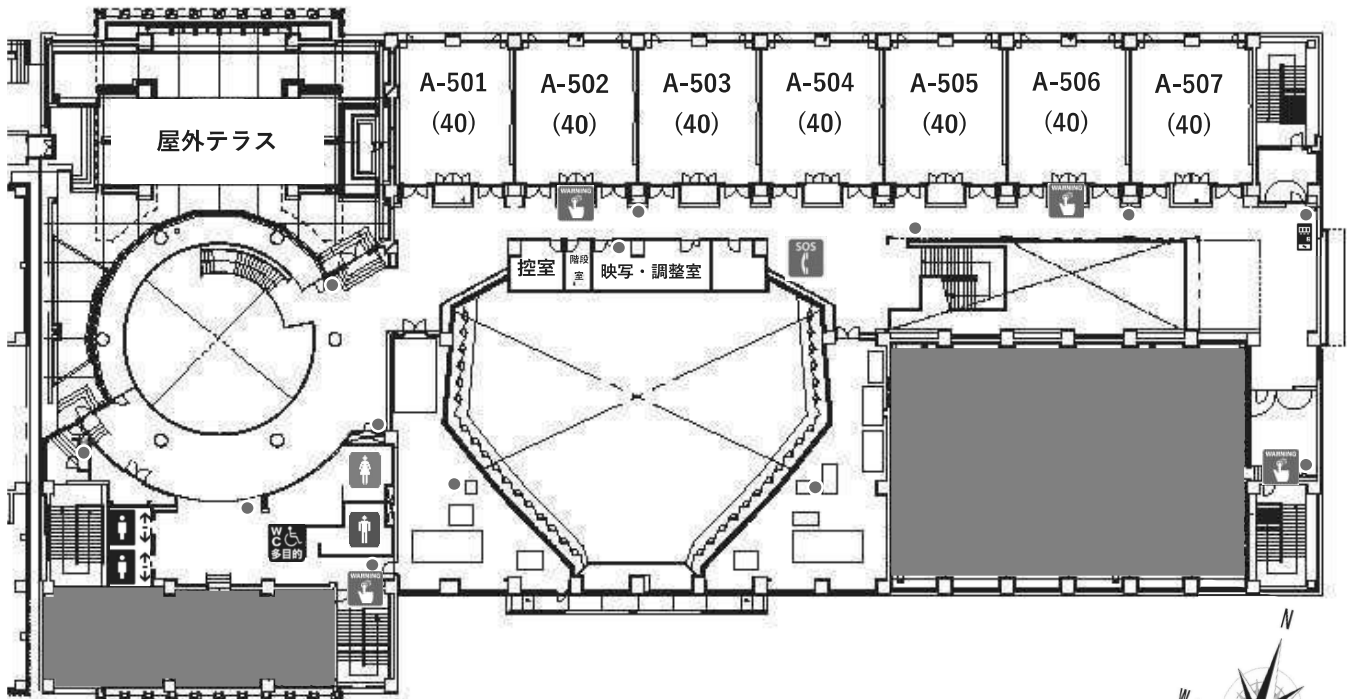 A-501
(40)
A-502
(40)
A-503
(40)
A-504
(40)
A-505
(40)
A-506
(40)
A-507
(40)
屋外テラス
WARNING
WARNING
SOS
控室
階段
室
映写・調整室
WARNING
WC
多目的
WARNING
N
W